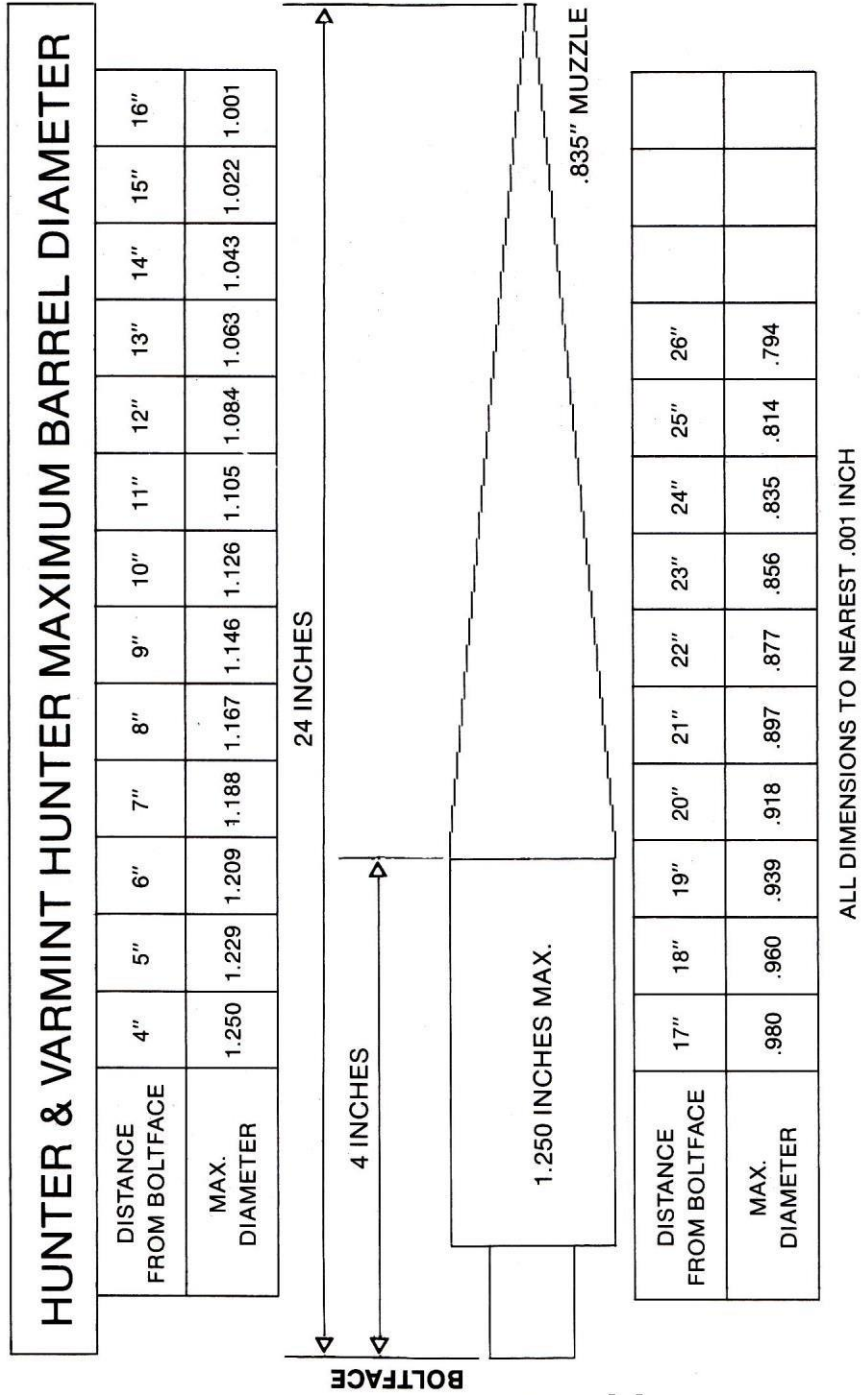 HUNTER & VARMINT HUNTER MAXIMUM BARREL DIAMETER
DISTANCE FROM BOLTFACE 4" 5" 6" 7" 8" 9" 10" 11" 12" 13" 14" 15" 16"
MAX. DIAMETER 1.250 1.229 1.209 1.188 1.167 1.146 1.126 1.105 1.084 1.063 1.043 1.022 1.001
24 INCHES
4 INCHES
BOLTFACE
1.250 INCHES MAX.
.835" MUZZLE
DISTANCE FROM BOLTFACE 17" 18" 19" 20" 21" 22" 23" 24" 25" 26"
MAX. DIAMETER .980 .960 .939 .918 .897 .877 .856 .835 .814 .794
ALL DIMENSIONS TO NEAREST .001 INCH